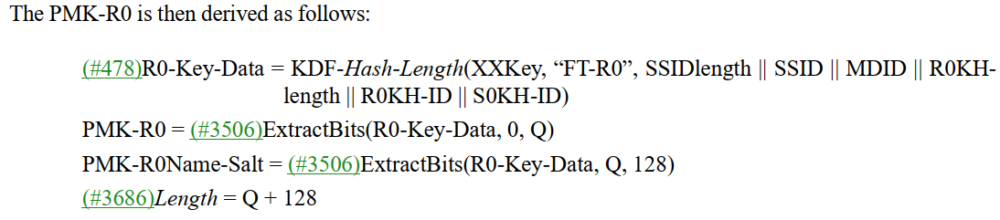 The PMK-R0 is then derived as follows:
(#478)R0-Key-Data = KDF-Hash-Length(XXKey, “FT-R0”, SSIDlength || SSID || MDID || R0KH-
length || R0KH-ID || S0KH-ID)
PMK-R0 = (#3506)ExtractBits(R0-Key-Data, 0, Q)
PMK-R0Name-Salt = (#3506)ExtractBits(R0-Key-Data, Q, 128)
(#3686)Length = Q + 128